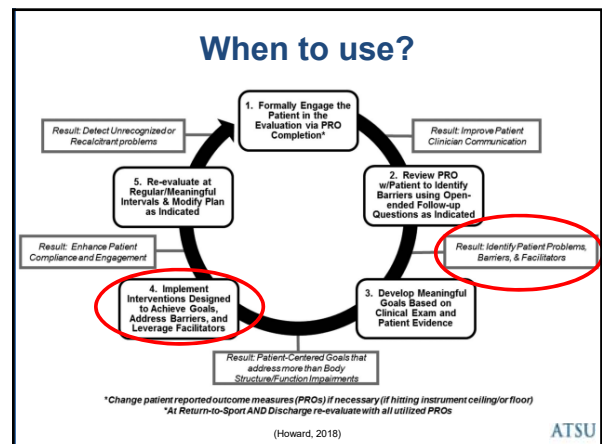 When to use?
1. Formally Engage the
Patient in the
Evaluation via PRO
Completion*
Result: Detect Unrecognized or
Recalcitrant problems
Result: Improve Patient
Clinician Communication
5. Re-evaluate at
Regular/Meaningful
Intervals & Modify Plan
as Indicated
2. Review PRO
w/Patient to Identify
Barriers using Open-
ended Follow-up
Questions as Indicated
Result: Enhance Patient
Compliance and Engagement
Result: Identify Patient Problems,
Barriers, & Facilitators
4. Implement
Interventions Designed
to Achieve Goals,
Address Barriers, and
Leverage Facilitators
3. Develop Meaningful
Goals Based on
Clinical Exam and
Patient Evidence
Result: Patient-Centered Goals that
address more than Body
Structure/Function Impairments
*Change patient reported outcome measures (PROs) if necessary (if hitting instrument ceiling/or floor)
*At Return-to-Sport AND Discharge re-evaluate with all utilized PROs
(Howard, 2018)
ATSU